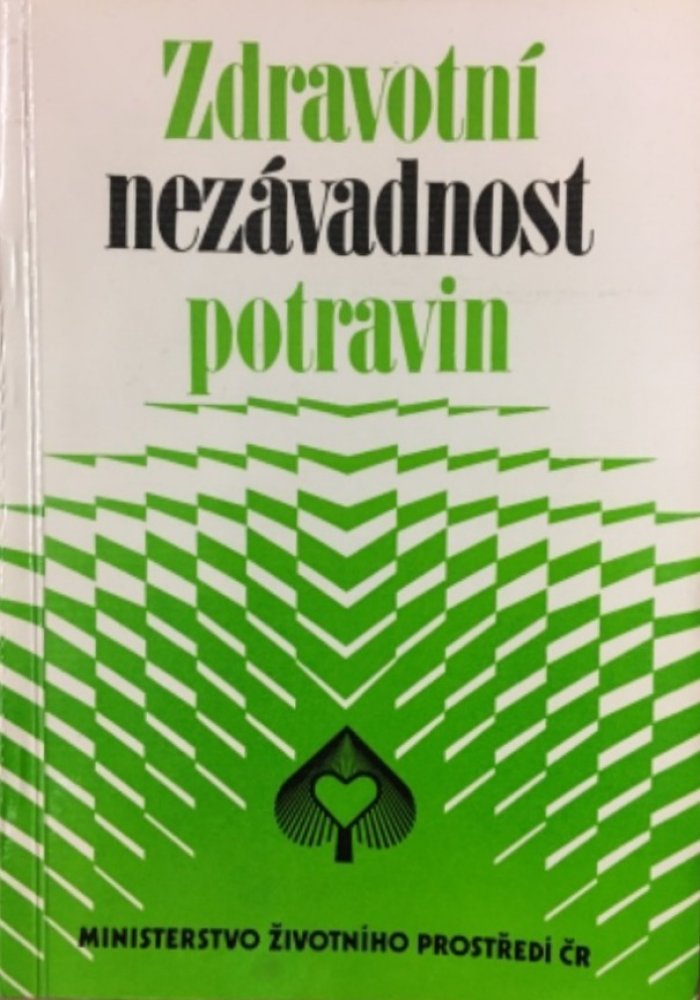 Zdravotní
nezávadnost
potravin
MINISTERSTVO ŽIVOTNÍHO PROSTŘEDÍ ČR